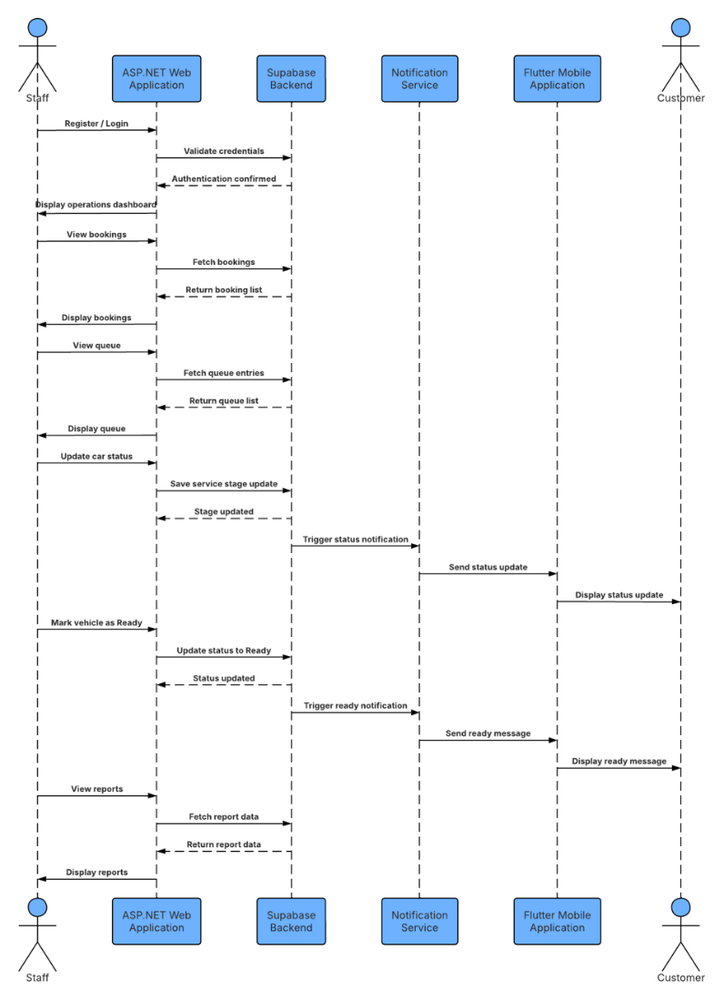 ASP.NET Web
Application
Supabase
Backend
Notification
Service
Flutter Mobile
Application
Staff
Customer
Register / Login
Validate credentials
Authentication confirmed
Display operations dashboard
View bookings
Fetch bookings
Return booking list
Display bookings
View queue
Fetch queue entries
Return queue list
Display queue
Update car status
Save service stage update
Stage updated
Trigger status notification
Send status update
Display status update
Mark vehicle as Ready
Update status to Ready
Status updated
Trigger ready notification
Send ready message
Display ready message
View reports
Fetch report data
Return report data
Display reports
ASP.NET Web
Application
Supabase
Backend
Notification
Service
Flutter Mobile
Application
Staff
Customer